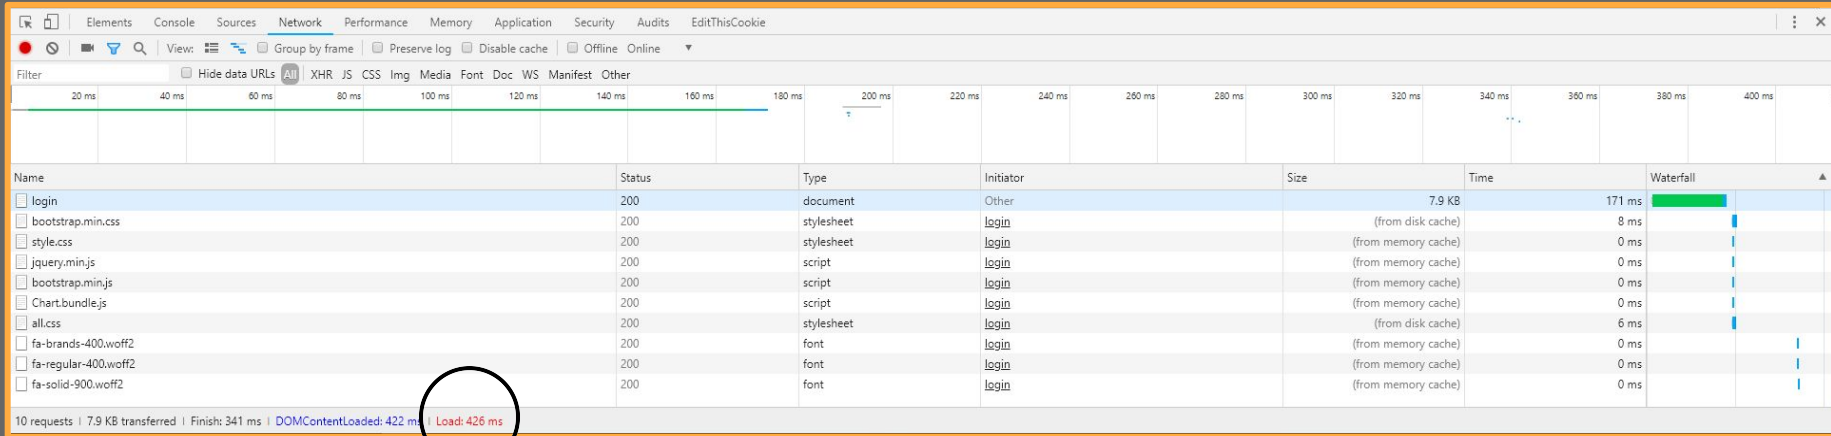 Elements Console Sources Network Performance Memory Application Security Audits EditThisCookie
View: Group by frame Preserve log Disable cache Offline Online
Filter Hide data URLs All XHR JS CSS Img Media Font Doc WS Manifest Other
20 ms 40 ms 60 ms 80 ms 100 ms 120 ms 140 ms 160 ms 180 ms 200 ms 220 ms 240 ms 260 ms 280 ms 300 ms 320 ms 340 ms 360 ms 380 ms 400 ms
Name Status Type Initiator Size Time Waterfall
login 200 document Other 7.9 KB 171 ms
bootstrap.min.css 200 stylesheet login (from disk cache) 8 ms
style.css 200 stylesheet login (from memory cache) 0 ms
jquery.min.js 200 script login (from memory cache) 0 ms
bootstrap.min.js 200 script login (from memory cache) 0 ms
Chart.bundle.js 200 script login (from memory cache) 0 ms
all.css 200 stylesheet login (from disk cache) 6 ms
fa-brands-400.woff2 200 font login (from memory cache) 0 ms
fa-regular-400.woff2 200 font login (from memory cache) 0 ms
fa-solid-900.woff2 200 font login (from memory cache) 0 ms
10 requests | 7.9 KB transferred | Finish: 341 ms | DOMContentLoaded: 422 ms | Load: 426 ms